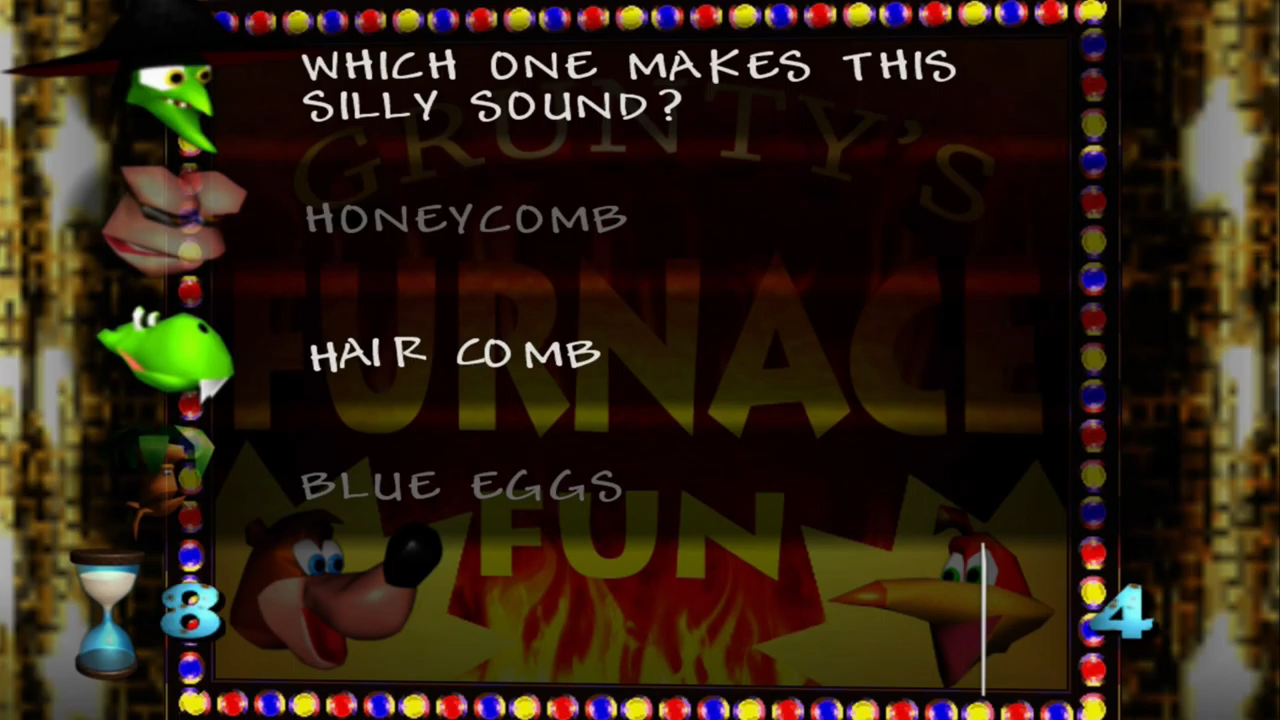 WHICH ONE MAKES THIS
SILLY SOUND?
GRUNTY'S
HONEYCOMB
FURNACE
HAIR COMB
BLUE EGGS
FUN
8
4